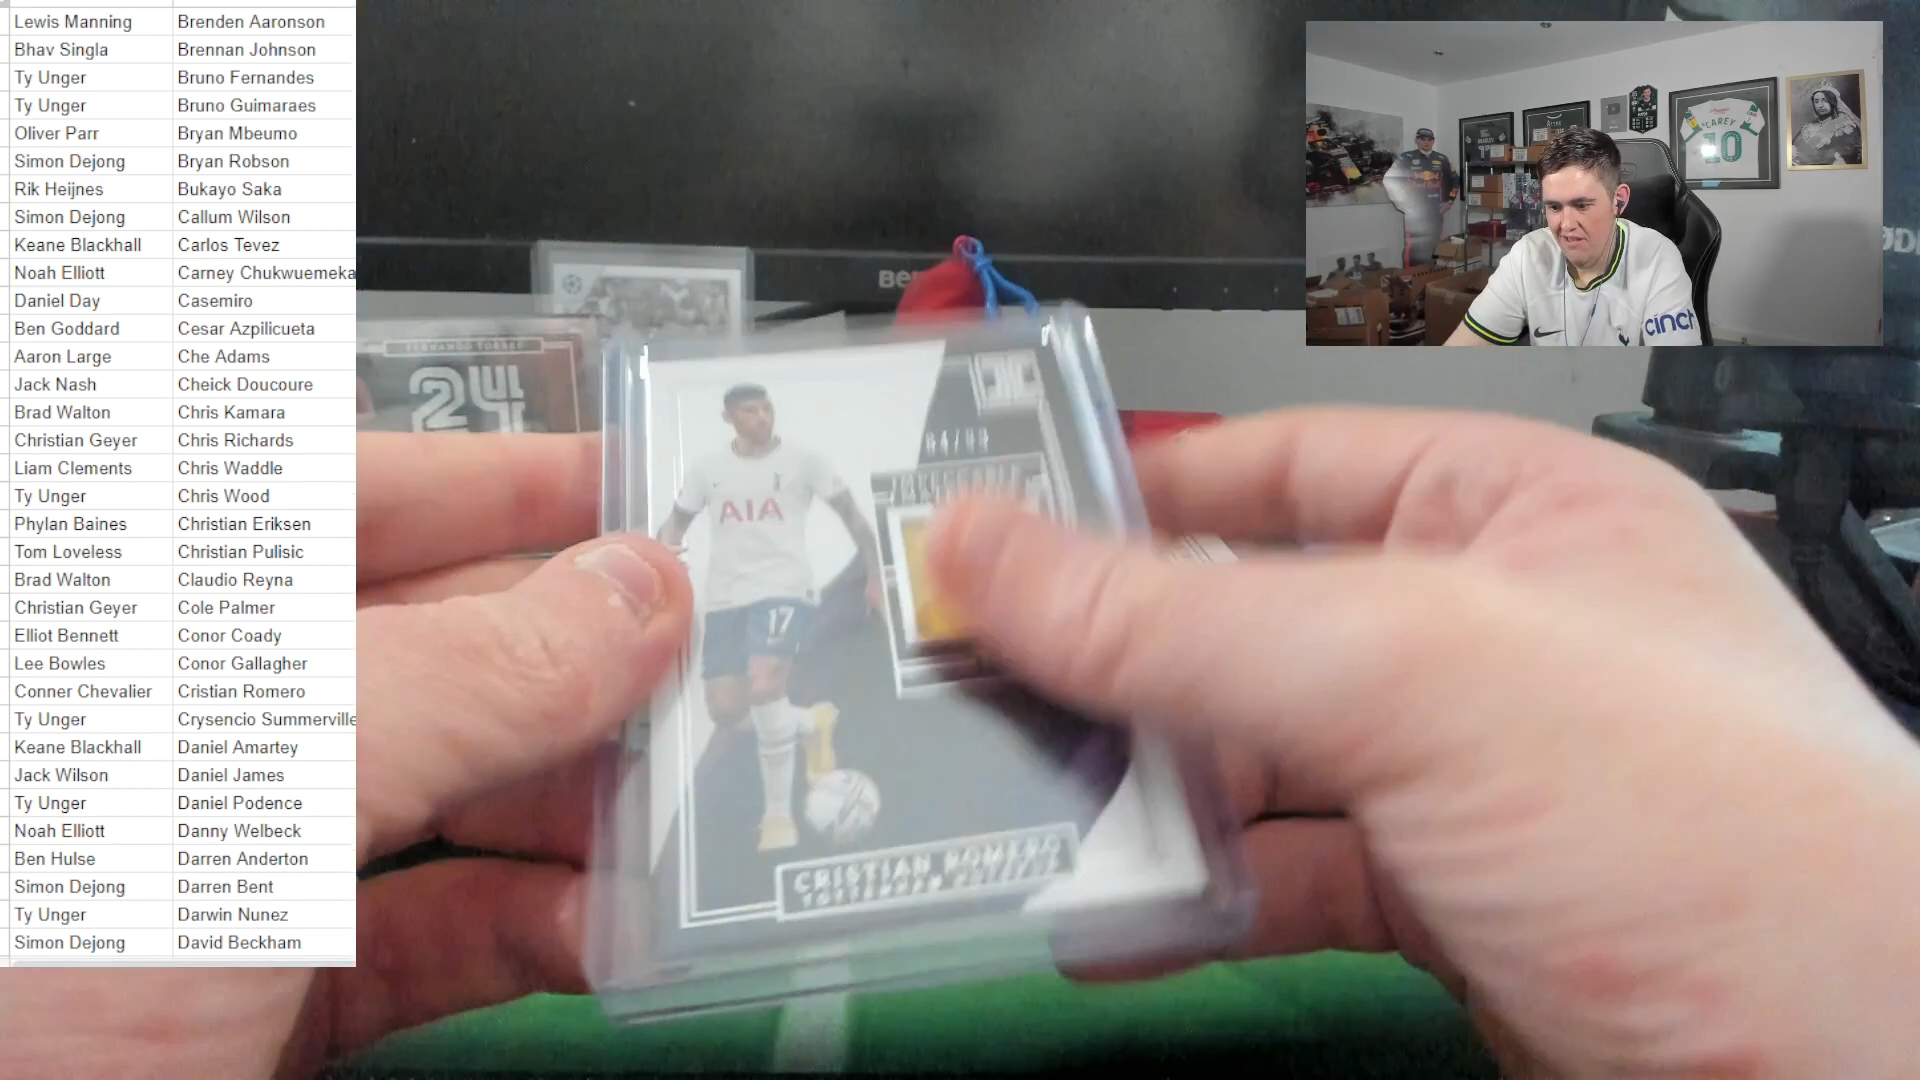 Lewis Manning Brenden Aaronson
Bhav Singla Brennan Johnson
Ty Unger Bruno Fernandes
Ty Unger Bruno Guimaraes
Oliver Parr Bryan Mbeumo
Simon Dejong Bryan Robson
Rik Heijnes Bukayo Saka
Simon Dejong Callum Wilson
Keane Blackhall Carlos Tevez
Noah Elliott Carney Chukwuemeka
Daniel Day Casemiro
Ben Goddard Cesar Azpilicueta
Aaron Large Che Adams
Jack Nash Cheick Doucoure
Brad Walton Chris Kamara
Christian Geyer Chris Richards
Liam Clements Chris Waddle
Ty Unger Chris Wood
Phylan Baines Christian Eriksen
Tom Loveless Christian Pulisic
Brad Walton Claudio Reyna
Christian Geyer Cole Palmer
Elliot Bennett Conor Coady
Lee Bowles Conor Gallagher
Conner Chevalier Cristian Romero
Ty Unger Crysencio Summerville
Keane Blackhall Daniel Amartey
Jack Wilson Daniel James
Ty Unger Daniel Podence
Noah Elliott Danny Welbeck
Ben Hulse Darren Anderton
Simon Dejong Darren Bent
Ty Unger Darwin Nunez
Simon Dejong David Beckham
FERNANDO TORRES
24
AIA
17
CRISTIAN ROMERO
TOTTENHAM HOTSPUR
CAREY
10
cinch